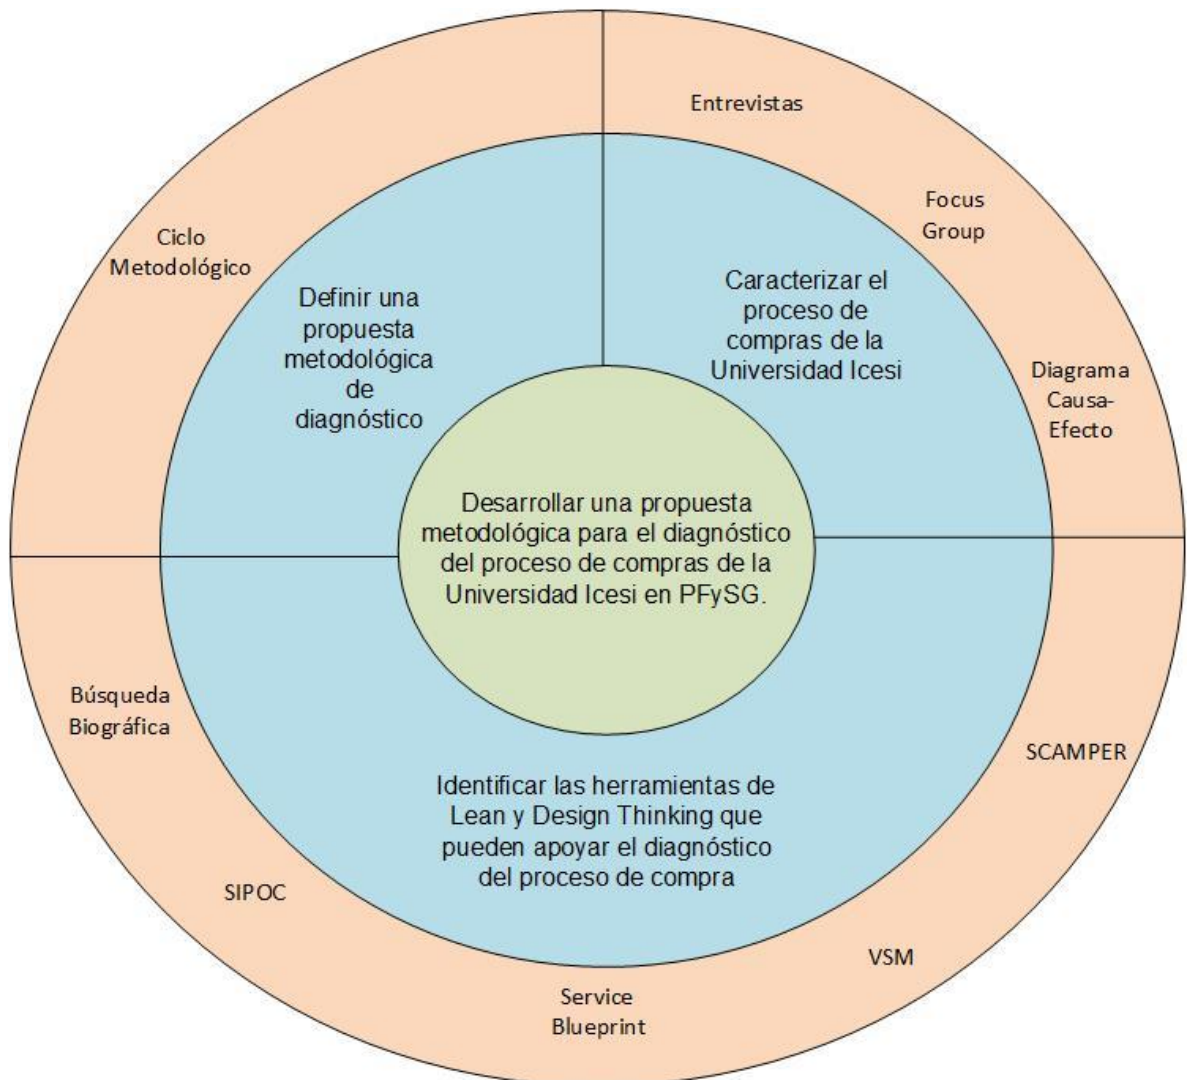 Entrevistas
Focus
Group
Ciclo
Metodológico
Caracterizar el
proceso de
compras de la
Universidad Icesi
Definir una
propuesta
metodológica
de
diagnóstico
Diagrama
Causa-
Efecto
Desarrollar una propuesta
metodológica para el diagnóstico
del proceso de compras de la
Universidad Icesi en PFySG.
Búsqueda
Biográfica
SCAMPER
Identificar las herramientas de
Lean y Design Thinking que
pueden apoyar el diagnóstico
del proceso de compra
SIPOC
VSM
Service
Blueprint